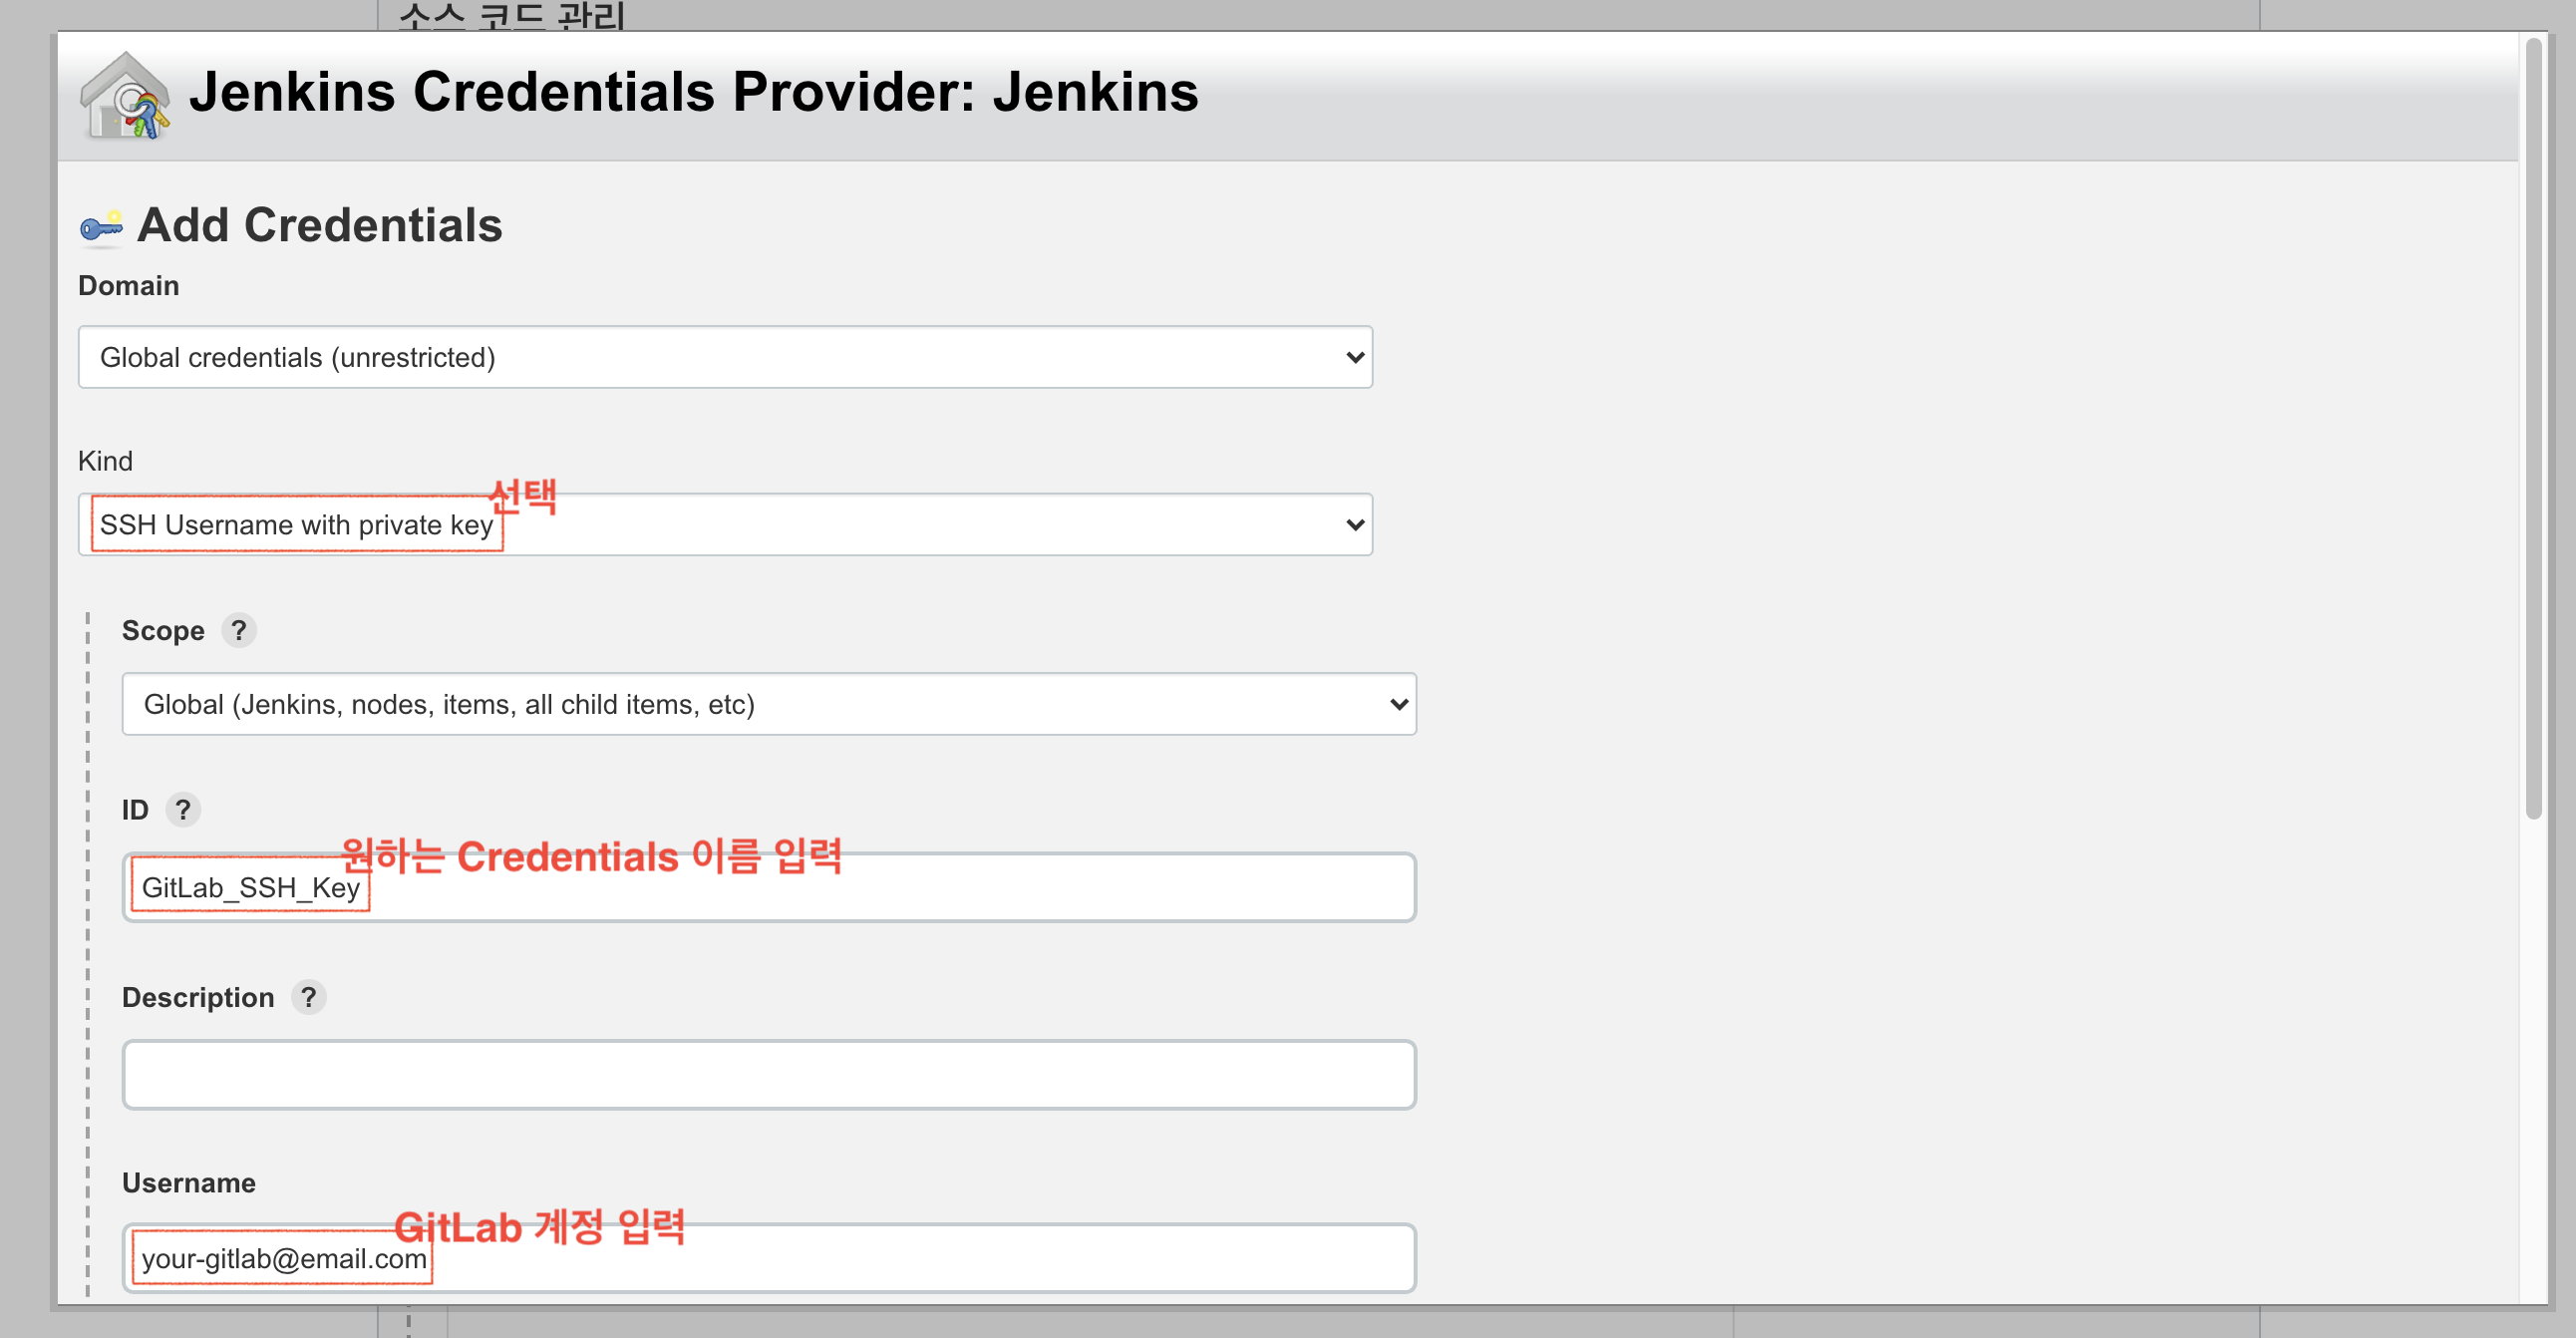 소스 코드 관리
Jenkins Credentials Provider: Jenkins
Add Credentials
Domain
Global credentials (unrestricted)
Kind
선택
SSH Username with private key
Scope ?
Global (Jenkins, nodes, items, all child items, etc)
ID ?
원하는 Credentials 이름 입력
GitLab_SSH_Key
Description ?
Username
GitLab 계정 입력
your-gitlab@email.com